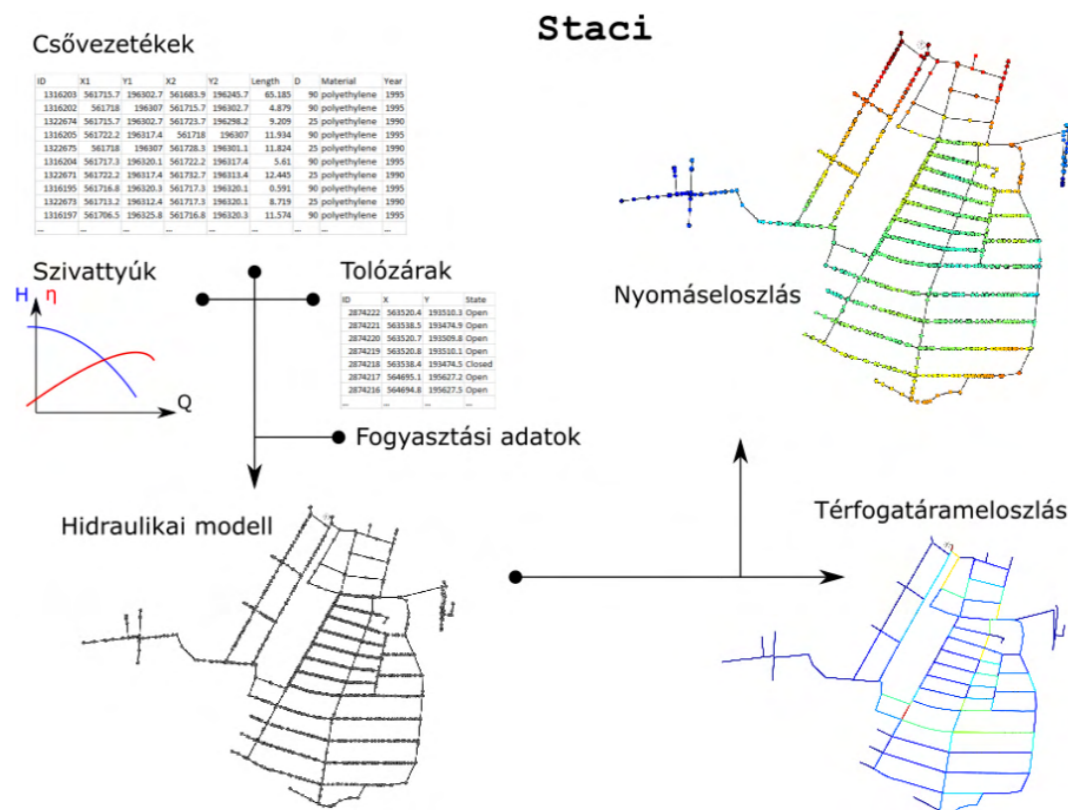 Staci
Csővezetékek
ID X1 Y1 X2 Y2 Length D Material Year
1316203 561715.7 196302.7 561683.9 196245.7 65.185 90 polyethylene 1995
1316202 561718 196307 561715.7 196302.7 4.879 90 polyethylene 1995
1322674 561715.7 196302.7 561723.7 196298.2 9.209 25 polyethylene 1990
1316205 561722.2 196317.4 561718 196307 11.934 90 polyethylene 1995
1322675 561718 196307 561728.3 196301.1 11.824 25 polyethylene 1990
1316204 561717.3 196320.1 561722.2 196317.4 5.61 90 polyethylene 1995
1322671 561722.2 196317.4 561732.7 196313.4 12.445 25 polyethylene 1990
1316195 561716.8 196320.3 561717.3 196320.1 0.591 90 polyethylene 1995
1322673 561713.2 196312.4 561717.3 196320.1 8.719 25 polyethylene 1990
1316197 561706.5 196325.8 561716.8 196320.3 11.574 90 polyethylene 1995
... ... ... ... ... ... ... ... ...
Szivattyúk
H η
Q
Tolózárak
ID X Y State
2874222 563520.4 193510.3 Open
2874221 563538.5 193474.9 Open
2874220 563520.7 193509.8 Open
2874219 563520.8 193510.1 Open
2874218 563538.4 193474.5 Closed
2874217 564695.1 195627.2 Open
2874216 564694.8 195627.5 Open
... ... ... ...
Nyomáseloszlás
Fogyasztási adatok
Hidraulikai modell
Térfogatárameloszlás